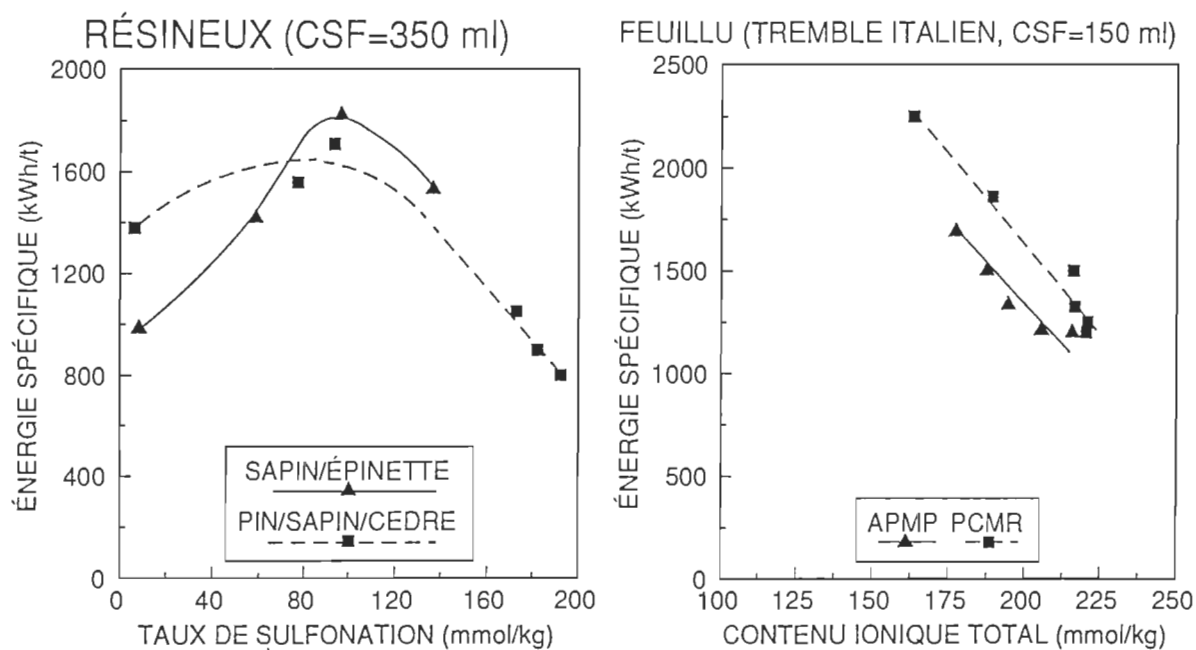 RÉSINEUX (CSF=350 ml)
ÉNERGIE SPÉCIFIQUE (kWh/t)
2000
1600
1200
800
400
0
SAPIN/ÉPINETTE
PIN/SAPIN/CEDRE
0 40 80 120 160 200
TAUX DE SULFONATION (mmol/kg)
FEUILLU (TREMBLE ITALIEN, CSF=150 ml)
ÉNERGIE SPÉCIFIQUE (kWh/t)
2500
2000
1500
1000
500
0
APMP PCMR
100 125 150 175 200 225 250
CONTENU IONIQUE TOTAL (mmol/kg)